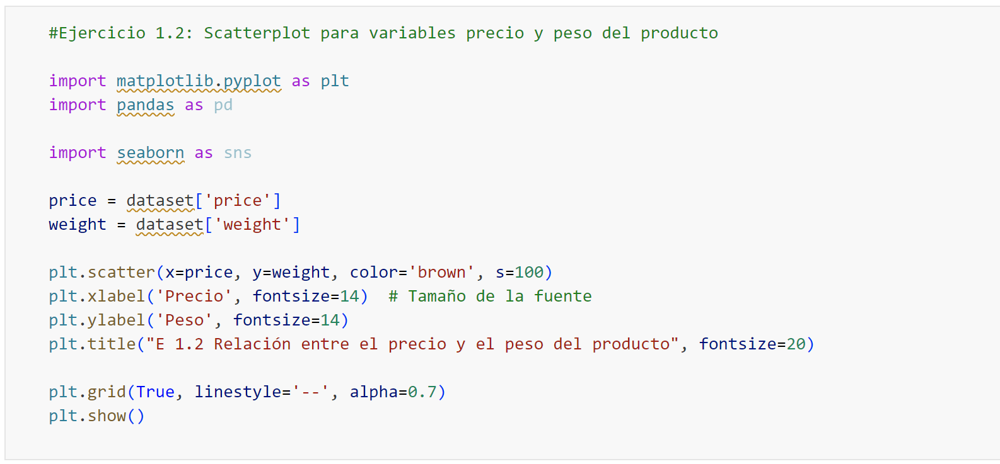 #Ejercicio 1.2: Scatterplot para variables precio y peso del producto
import matplotlib.pyplot as plt
import pandas as pd
import seaborn as sns
price = dataset['price']
weight = dataset['weight']
plt.scatter(x=price, y=weight, color='brown', s=100)
plt.xlabel('Precio', fontsize=14)  # Tamaño de la fuente
plt.ylabel('Peso', fontsize=14)
plt.title("E 1.2 Relación entre el precio y el peso del producto", fontsize=20)
plt.grid(True, linestyle='--', alpha=0.7)
plt.show()